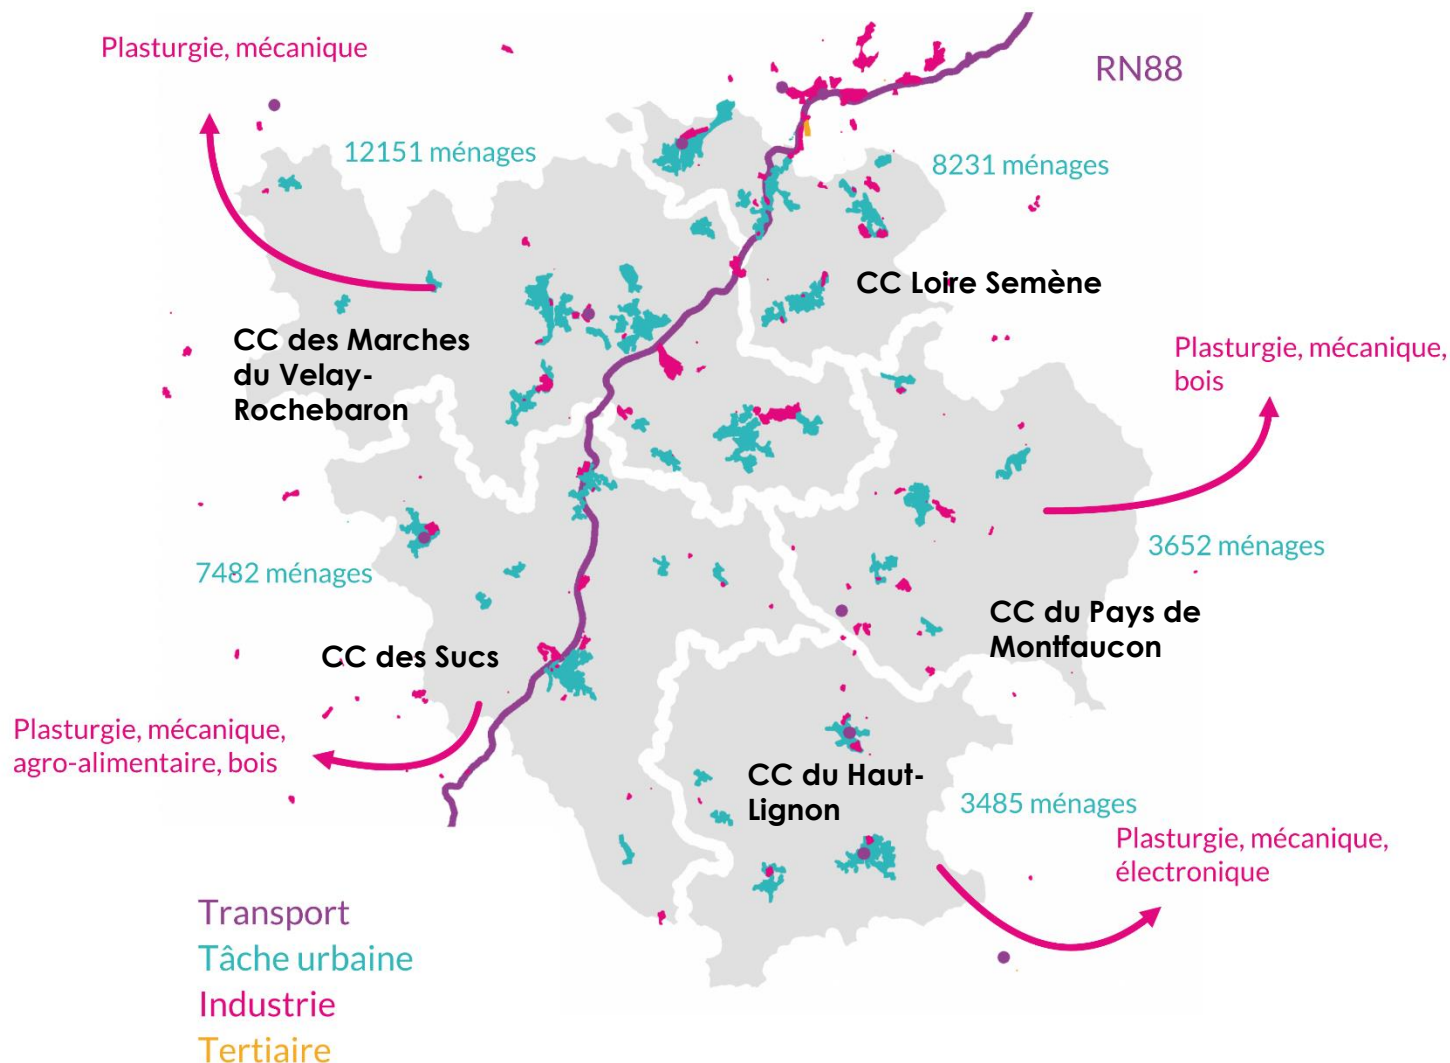 Plasturgie, mécanique
RN88
12151 ménages
8231 ménages
CC Loire Semène
CC des Marches
du Velay-
Rochebaron
Plasturgie, mécanique,
bois
7482 ménages
3652 ménages
CC du Pays de
Montfaucon
CC des Sucs
Plasturgie, mécanique,
agro-alimentaire, bois
CC du Haut-
Lignon
3485 ménages
Plasturgie, mécanique,
électronique
Transport
Tâche urbaine
Industrie
Tertiaire